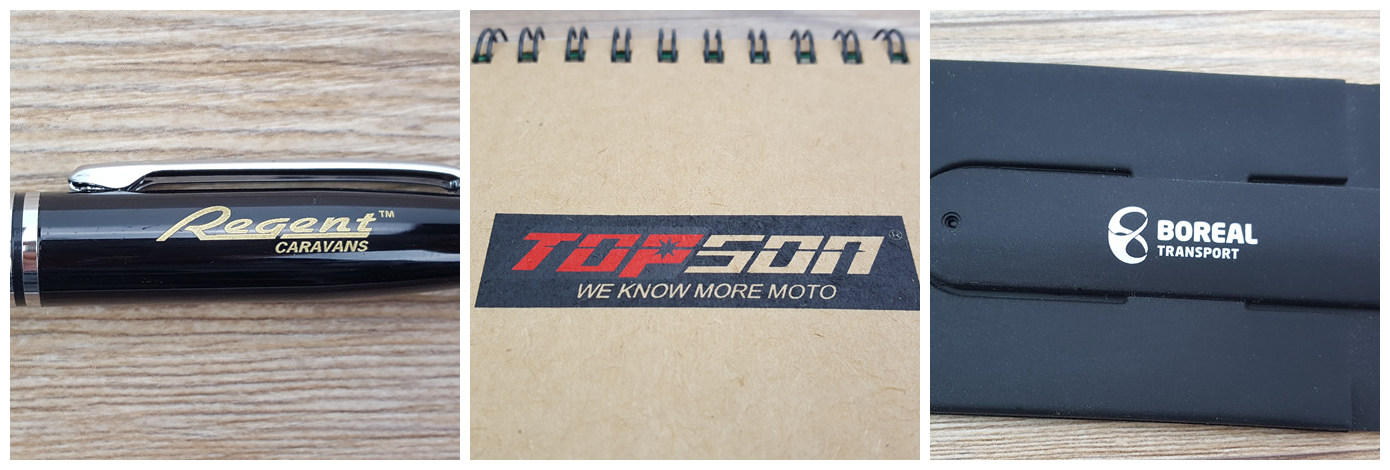 Regent™
CARAVANS
TOPSON®
WE KNOW MORE MOTO
BOREAL
TRANSPORT